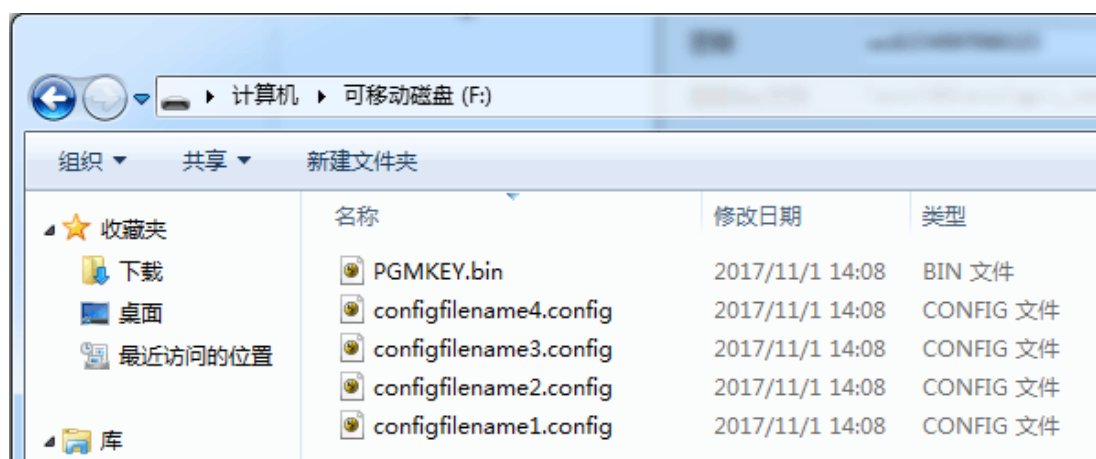 计算机 可移动磁盘 (F:)
组织 共享 新建文件夹
名称 修改日期 类型
收藏夹
下载
桌面
最近访问的位置
库
PGMKEY.bin 2017/11/1 14:08 BIN 文件
configfilename4.config 2017/11/1 14:08 CONFIG 文件
configfilename3.config 2017/11/1 14:08 CONFIG 文件
configfilename2.config 2017/11/1 14:08 CONFIG 文件
configfilename1.config 2017/11/1 14:08 CONFIG 文件